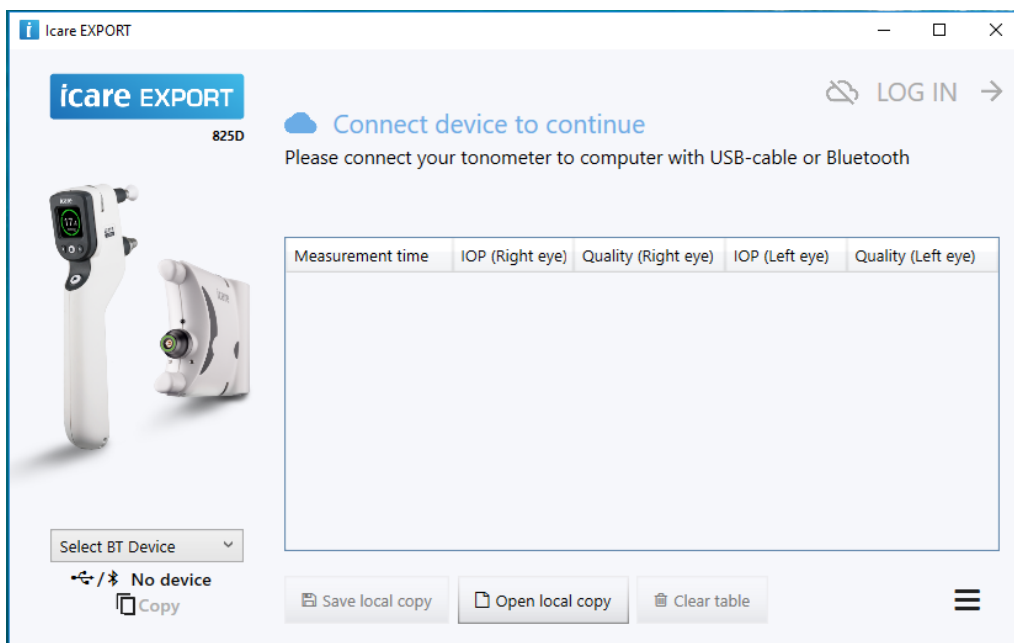 Icare EXPORT
icare EXPORT
825D
LOG IN
Connect device to continue
Please connect your tonometer to computer with USB-cable or Bluetooth
Measurement time IOP (Right eye) Quality (Right eye) IOP (Left eye) Quality (Left eye)
Select BT Device
/ No device
Copy
Save local copy Open local copy Clear table
icare
icare